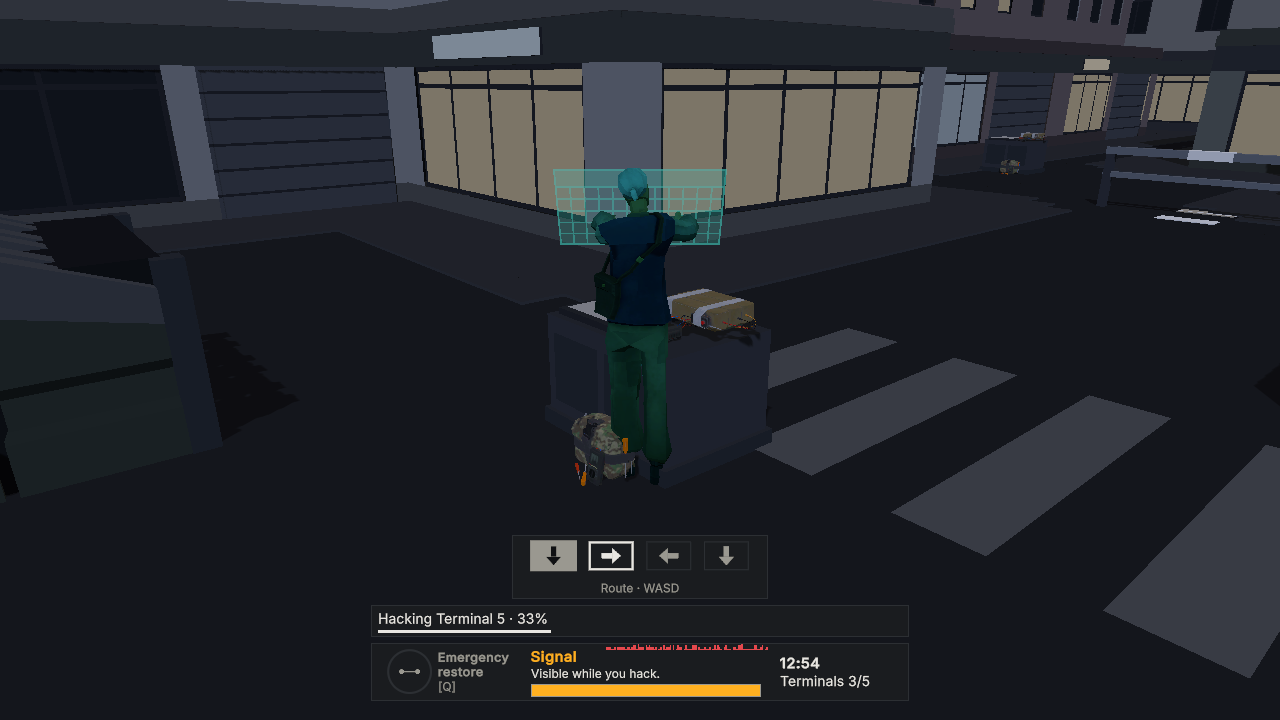 Route · WASD
Hacking Terminal 5 · 33%
Emergency
restore
[Q]
Signal
Visible while you hack.
12:54
Terminals 3/5